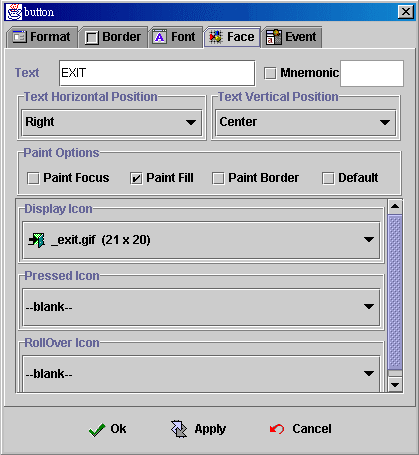 button
Format Border Font Face Event
Text EXIT Mnemonic
Text Horizontal Position Text Vertical Position
Right Center
Paint Options
Paint Focus Paint Fill Paint Border Default
Display Icon
_exit.gif (21 x 20)
Pressed Icon
--blank--
RollOver Icon
--blank--
Ok Apply Cancel